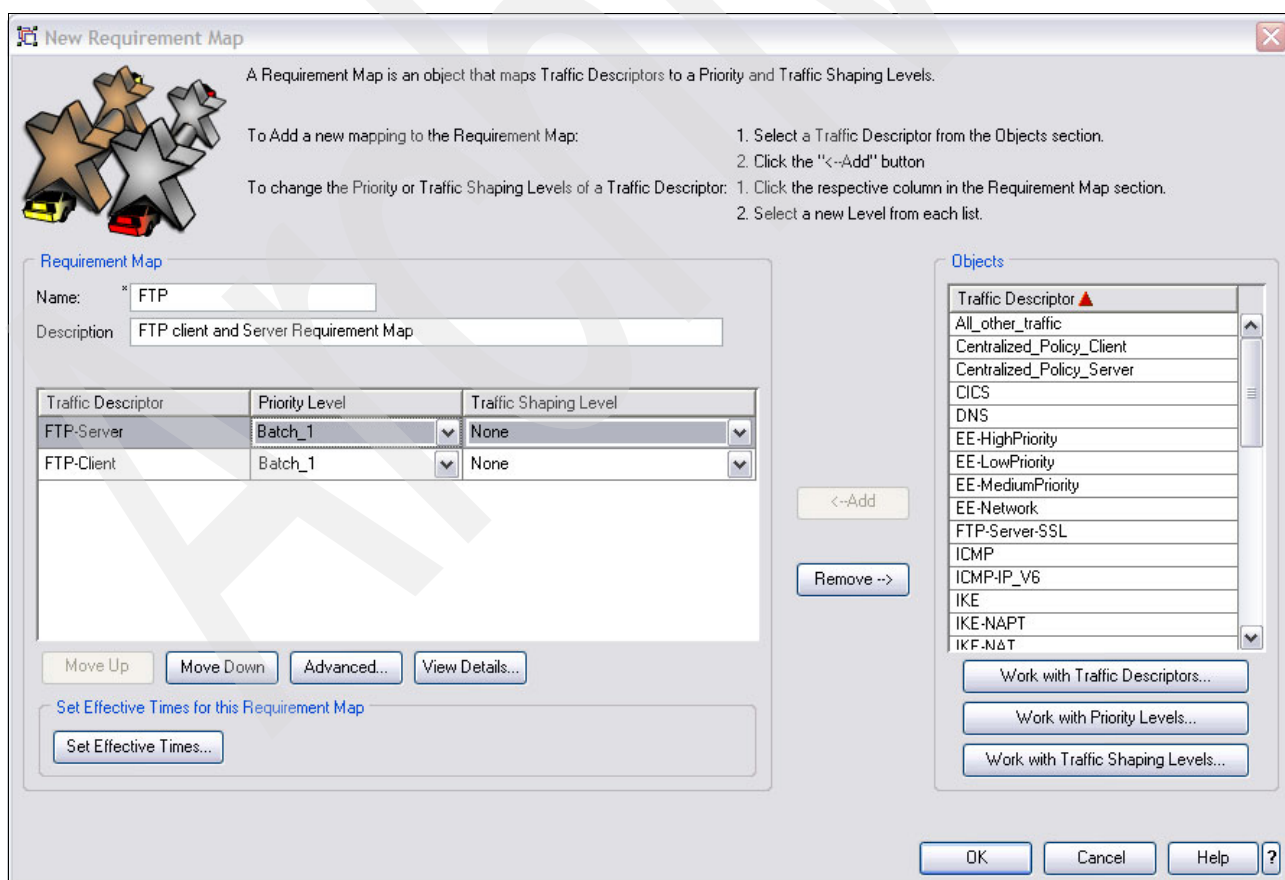 New Requirement Map
A Requirement Map is an object that maps Traffic Descriptors to a Priority and Traffic Shaping Levels.
To Add a new mapping to the Requirement Map: 1. Select a Traffic Descriptor from the Objects section.
2. Click the "<--Add" button
To change the Priority or Traffic Shaping Levels of a Traffic Descriptor: 1. Click the respective column in the Requirement Map section.
2. Select a new Level from each list.
Requirement Map
Name: * FTP
Description FTP client and Server Requirement Map
Traffic Descriptor Priority Level Traffic Shaping Level
FTP-Server Batch_1 None
FTP-Client Batch_1 None
Move Up Move Down Advanced... View Details...
Set Effective Times for this Requirement Map
Set Effective Times...
<--Add
Remove -->
Objects
Traffic Descriptor
All_other_traffic
Centralized_Policy_Client
Centralized_Policy_Server
CICS
DNS
EE-HighPriority
EE-LowPriority
EE-MediumPriority
EE-Network
FTP-Server-SSL
ICMP
ICMP-IP_V6
IKE
IKE-NAPT
IKE-NAT
Work with Traffic Descriptors...
Work with Priority Levels...
Work with Traffic Shaping Levels...
OK Cancel Help ?